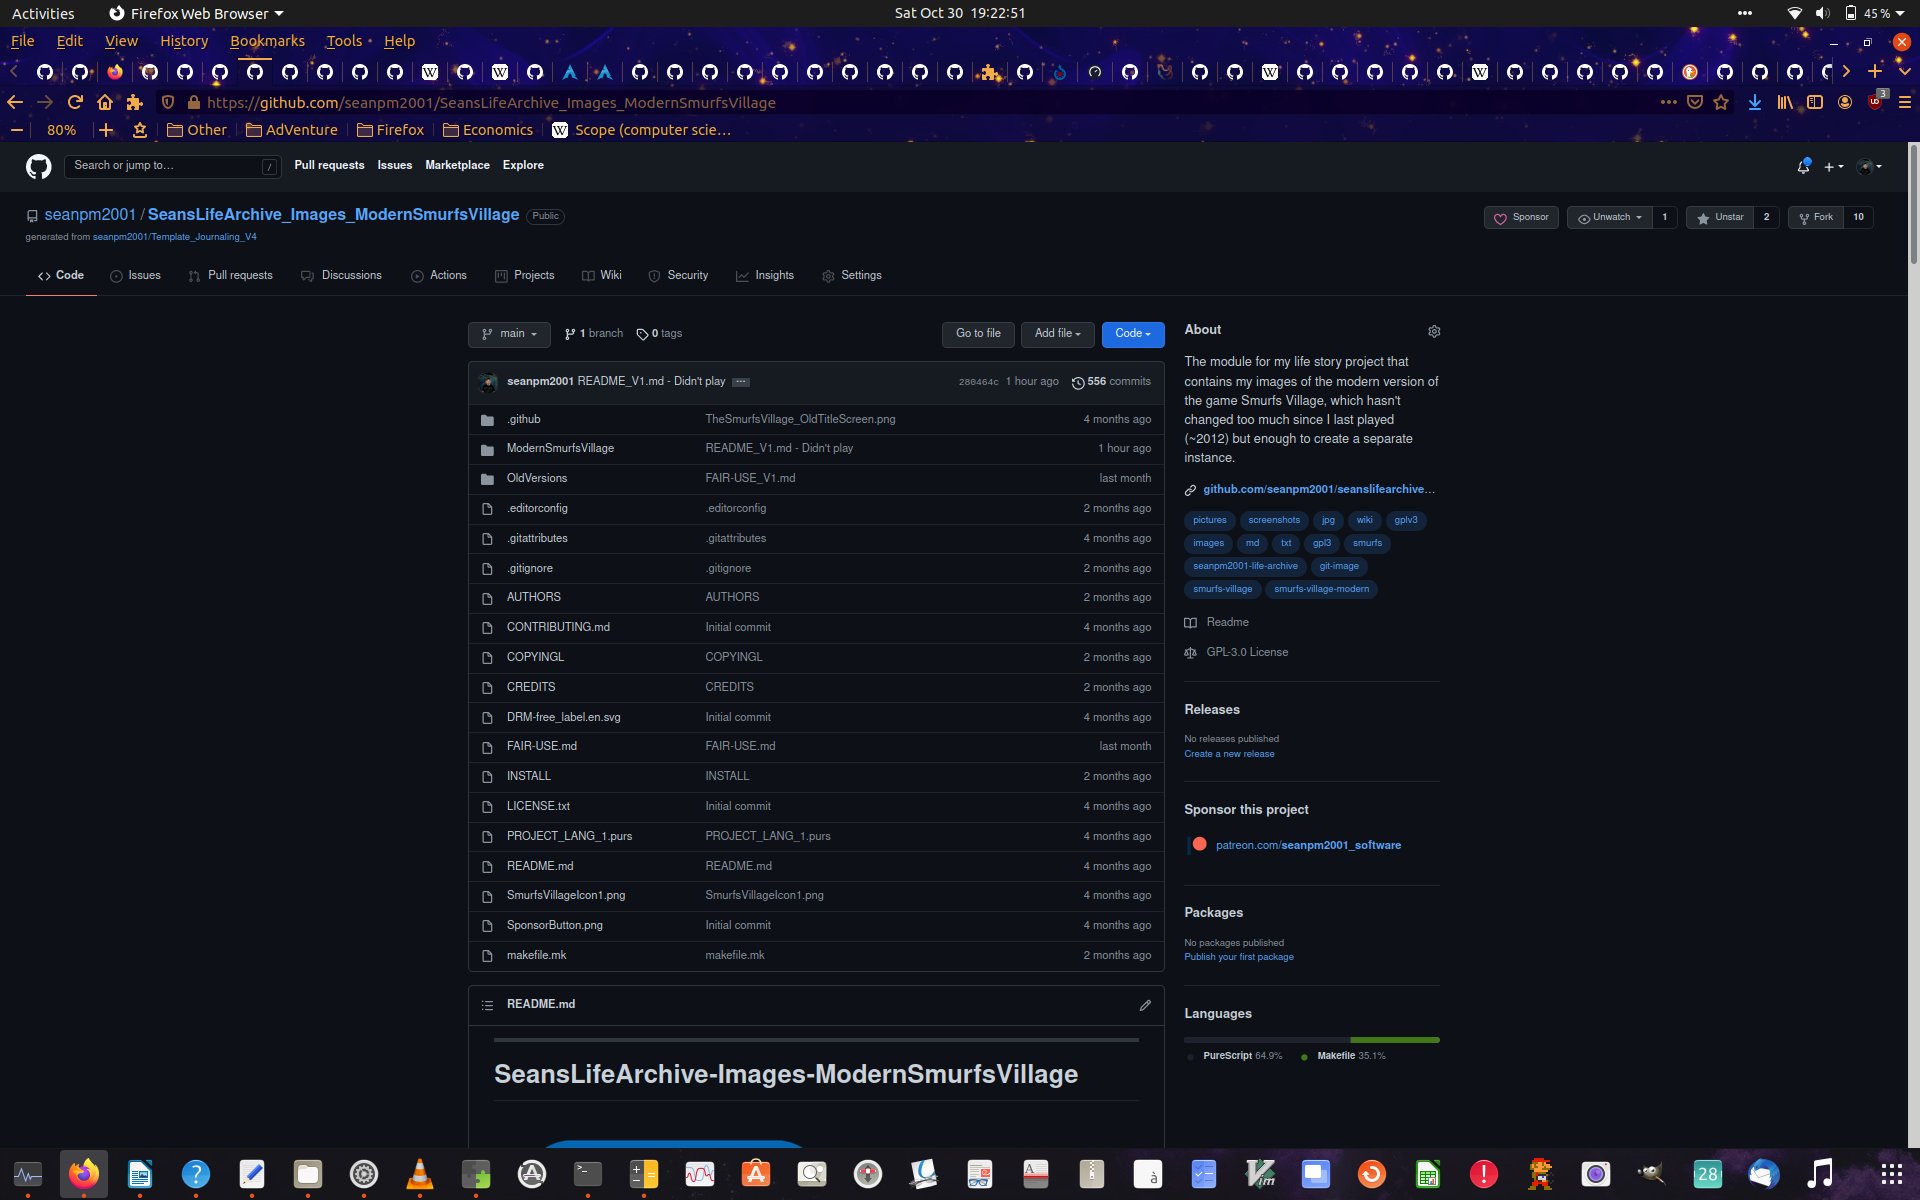 Activities Firefox Web Browser Sat Oct 30 19:22:51 45 %
File Edit View History Bookmarks Tools Help
https://github.com/seanpm2001/SeansLifeArchive_Images_ModernSmurfsVillage 3
80% Other AdVenture Firefox Economics Scope (computer scie…
Search or jump to… / Pull requests Issues Marketplace Explore
seanpm2001 / SeansLifeArchive_Images_ModernSmurfsVillage Public Sponsor Unwatch 1 Unstar 2 Fork 10
generated from seanpm2001/Template_Journaling_V4
Code Issues Pull requests Discussions Actions Projects Wiki Security Insights Settings
main 1 branch 0 tags Go to file Add file Code
seanpm2001 README_V1.md - Didn't play ... 280464c 1 hour ago 556 commits
.github TheSmurfsVillage_OldTitleScreen.png 4 months ago
ModernSmurfsVillage README_V1.md - Didn't play 1 hour ago
OldVersions FAIR-USE_V1.md last month
.editorconfig .editorconfig 2 months ago
.gitattributes .gitattributes 4 months ago
.gitignore .gitignore 2 months ago
AUTHORS AUTHORS 2 months ago
CONTRIBUTING.md Initial commit 4 months ago
COPYINGL COPYINGL 2 months ago
CREDITS CREDITS 2 months ago
DRM-free_label.en.svg Initial commit 4 months ago
FAIR-USE.md FAIR-USE.md last month
INSTALL INSTALL 2 months ago
LICENSE.txt Initial commit 4 months ago
PROJECT_LANG_1.purs PROJECT_LANG_1.purs 4 months ago
README.md README.md 4 months ago
SmurfsVillageIcon1.png SmurfsVillageIcon1.png 4 months ago
SponsorButton.png Initial commit 4 months ago
makefile.mk makefile.mk 2 months ago
README.md
SeansLifeArchive-Images-ModernSmurfsVillage
About
The module for my life story project that
contains my images of the modern version of
the game Smurfs Village, which hasn't
changed too much since I last played
(~2012) but enough to create a separate
instance.
github.com/seanpm2001/seanslifearchive...
pictures screenshots jpg wiki gplv3
images md txt gpl3 smurfs
seanpm2001-life-archive git-image
smurfs-village smurfs-village-modern
Readme
GPL-3.0 License
Releases
No releases published
Create a new release
Sponsor this project
patreon.com/seanpm2001_software
Packages
No packages published
Publish your first package
Languages
PureScript 64.9% Makefile 35.1%
28